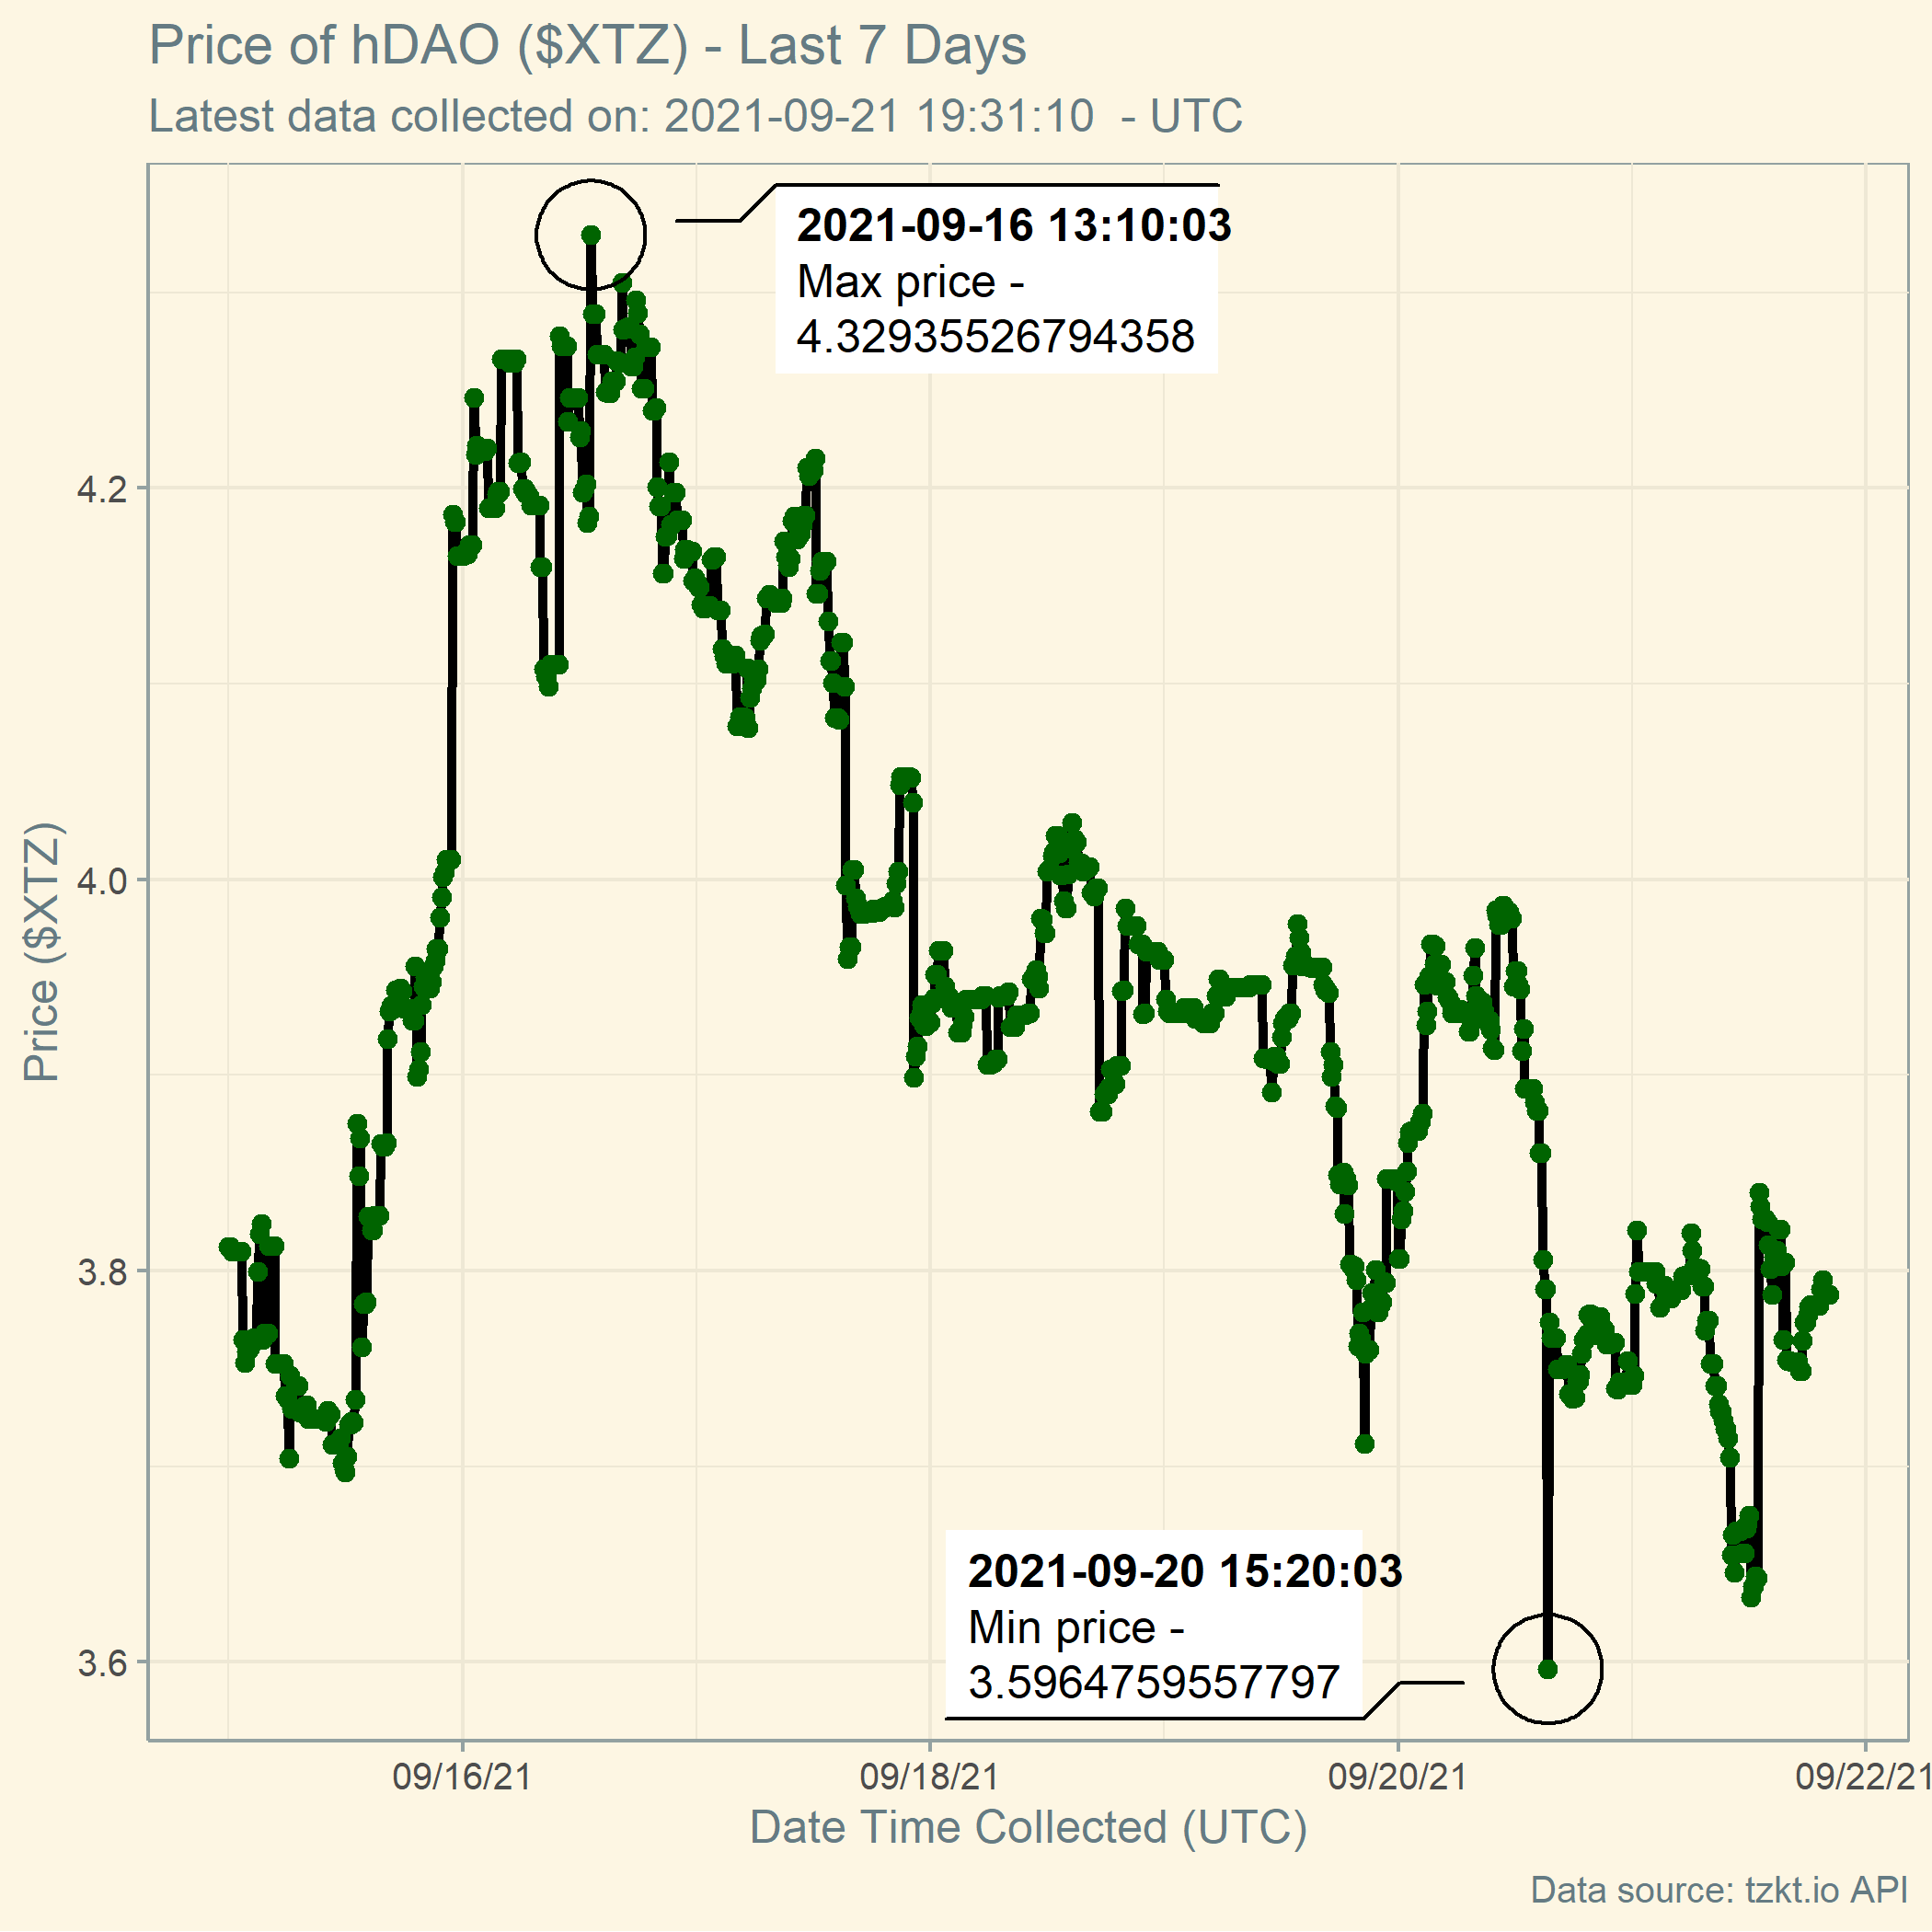 Price of hDAO ($XTZ) - Last 7 Days
Latest data collected on: 2021-09-21 19:31:10  - UTC
2021-09-16 13:10:03
Max price -
4.32935526794358
4.2
4.0
3.8
3.6
Price ($XTZ)
2021-09-20 15:20:03
Min price -
3.5964759557797
09/16/21
09/18/21
09/20/21
09/22/21
Date Time Collected (UTC)
Data source: tzkt.io API